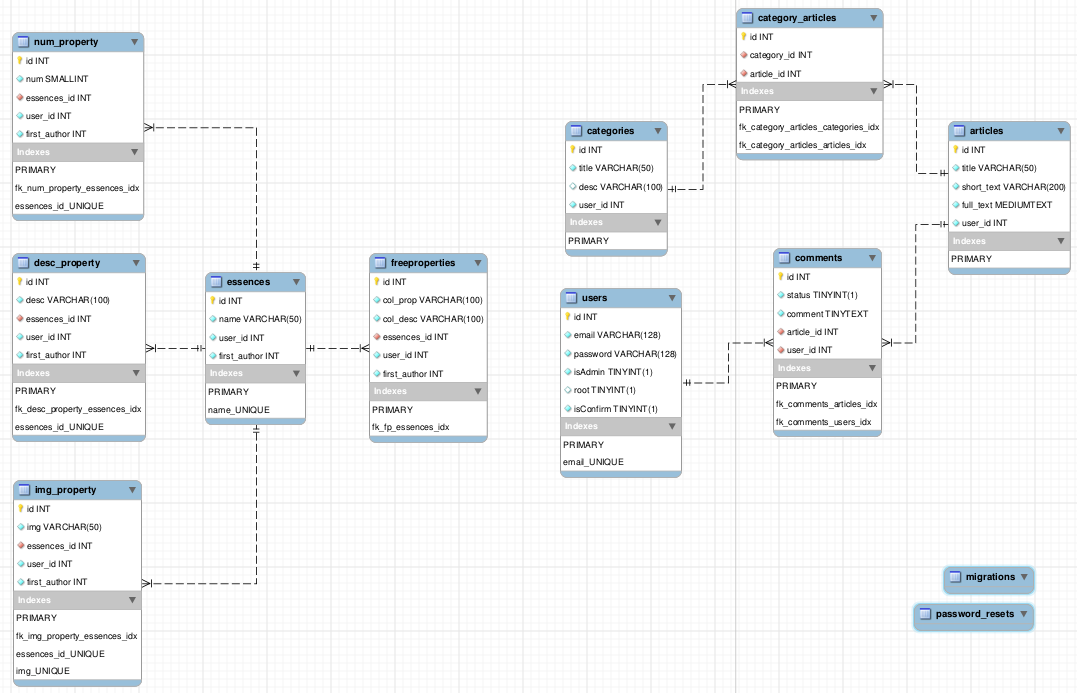 num_property
id INT
num SMALLINT
essences_id INT
user_id INT
first_author INT
Indexes
PRIMARY
fk_num_property_essences_idx
essences_id_UNIQUE
desc_property
id INT
desc VARCHAR(100)
essences_id INT
user_id INT
first_author INT
Indexes
PRIMARY
fk_desc_property_essences_idx
essences_id_UNIQUE
img_property
id INT
img VARCHAR(50)
essences_id INT
user_id INT
first_author INT
Indexes
PRIMARY
fk_img_property_essences_idx
essences_id_UNIQUE
img_UNIQUE
essences
id INT
name VARCHAR(50)
user_id INT
first_author INT
Indexes
PRIMARY
name_UNIQUE
freeproperties
id INT
col_prop VARCHAR(100)
col_desc VARCHAR(100)
essences_id INT
user_id INT
first_author INT
Indexes
PRIMARY
fk_fp_essences_idx
categories
id INT
title VARCHAR(50)
desc VARCHAR(100)
user_id INT
Indexes
PRIMARY
users
id INT
email VARCHAR(128)
password VARCHAR(128)
isAdmin TINYINT(1)
root TINYINT(1)
isConfirm TINYINT(1)
Indexes
PRIMARY
email_UNIQUE
category_articles
id INT
category_id INT
article_id INT
Indexes
PRIMARY
fk_category_articles_categories_idx
fk_category_articles_articles_idx
comments
id INT
status TINYINT(1)
comment TINYTEXT
article_id INT
user_id INT
Indexes
PRIMARY
fk_comments_articles_idx
fk_comments_users_idx
articles
id INT
title VARCHAR(50)
short_text VARCHAR(200)
full_text MEDIUMTEXT
user_id INT
Indexes
PRIMARY
migrations
password_resets